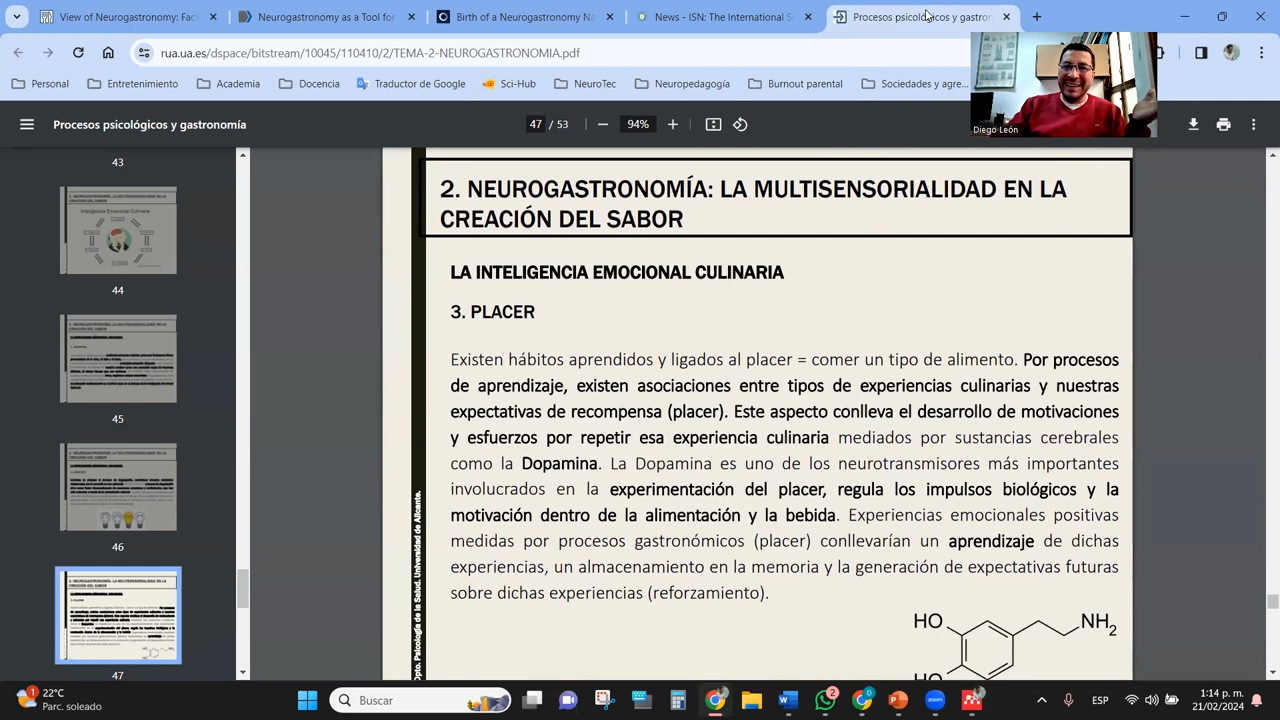 View of Neurogastronomy: Fac
Neurogastronomy as a Tool for
Birth of a Neurogastronomy Na
News - ISN: The International S
Procesos psicológicos y gastron
rua.ua.es/dspace/bitstream/10045/110410/2/TEMA-2-NEUROGASTRONOMIA.pdf
Personal
Entretenimiento
Academia
Google
Sci-Hub
NeuroTec
Neuropedagogía
Burnout parental
Sociedades y agre...
Diego León
Procesos psicológicos y gastronomía
47 / 53
94%
43
Inteligencia Emocional Culinaria
44
45
46
47
2. NEUROGASTRONOMÍA: LA MULTISENSORIALIDAD EN LA
CREACIÓN DEL SABOR
LA INTELIGENCIA EMOCIONAL CULINARIA
3. PLACER
Existen hábitos aprendidos y ligados al placer = comer un tipo de alimento. Por procesos
de aprendizaje, existen asociaciones entre tipos de experiencias culinarias y nuestras
expectativas de recompensa (placer). Este aspecto conlleva el desarrollo de motivaciones
y esfuerzos por repetir esa experiencia culinaria mediados por sustancias cerebrales
como la Dopamina. La Dopamina es uno de los neurotransmisores más importantes
involucrados en la experimentación del placer, regula los impulsos biológicos y la
motivación dentro de la alimentación y la bebida. Experiencias emocionales positivas
medidas por procesos gastronómicos (placer) conllevarían un aprendizaje de dichas
experiencias, un almacenamiento en la memoria y la generación de expectativas futuras
sobre dichas experiencias (reforzamiento).
HO
NH2
HO
Dpto. Psicología de la Salud. Universidad de Alicante.
1
22°C
Parc. soleado
Buscar
2
ESP
1:14 p. m.
21/02/2024